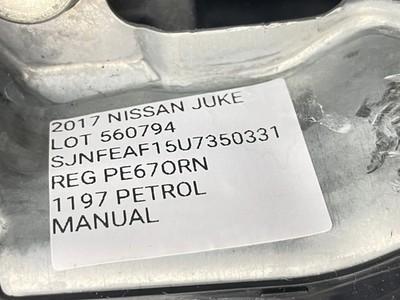 2017 NISSAN JUKE
LOT 560794
SJNFEAF15U7350331
REG PE67ORN
1197 PETROL
MANUAL